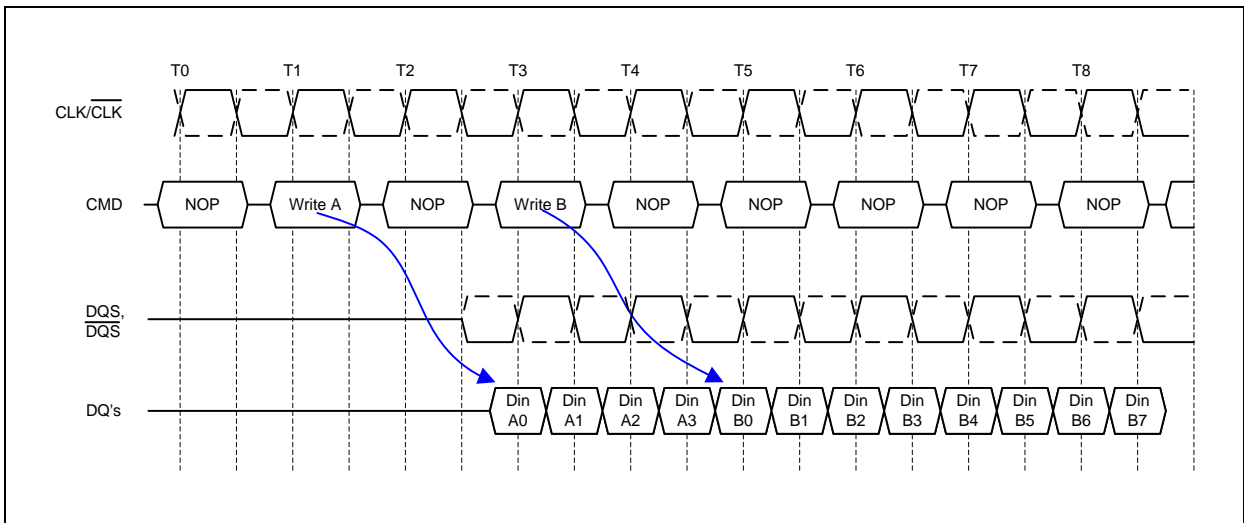 T0 T1 T2 T3 T4 T5 T6 T7 T8
CLK/CLK
CMD NOP Write A NOP Write B NOP NOP NOP NOP NOP
DQS,
DQS
DQ's Din Din Din Din Din Din Din Din Din Din Din Din
A0 A1 A2 A3 B0 B1 B2 B3 B4 B5 B6 B7